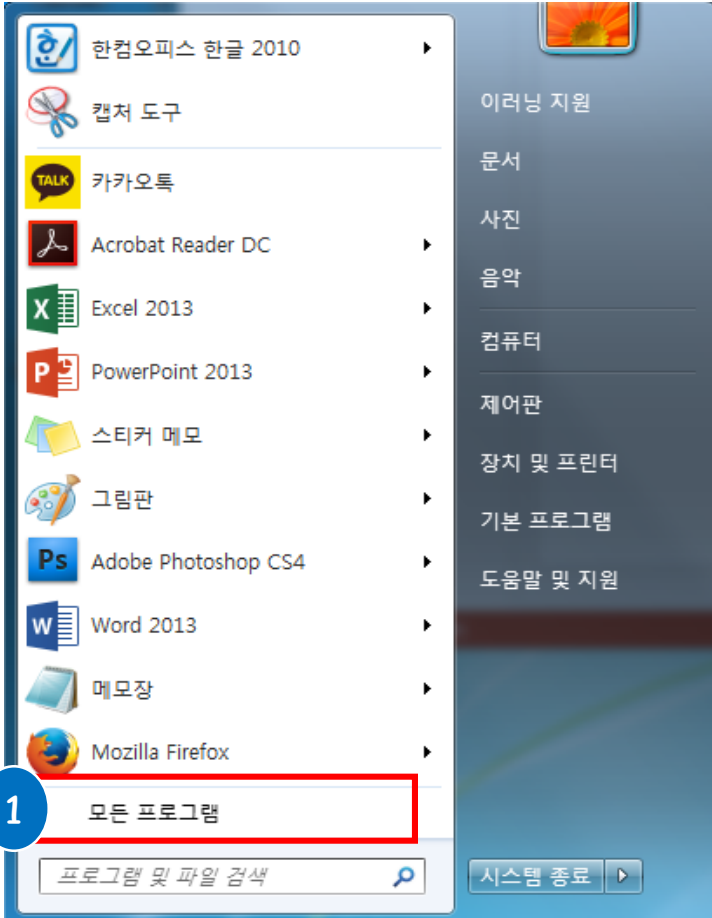 한컴오피스 한글 2010
캡처 도구
TALK
카카오톡
Acrobat Reader DC
Excel 2013
PowerPoint 2013
스티커 메모
그림판
Ps
Adobe Photoshop CS4
Word 2013
메모장
Mozilla Firefox
1
모든 프로그램
프로그램 및 파일 검색
이러닝 지원
문서
사진
음악
컴퓨터
제어판
장치 및 프린터
기본 프로그램
도움말 및 지원
시스템 종료